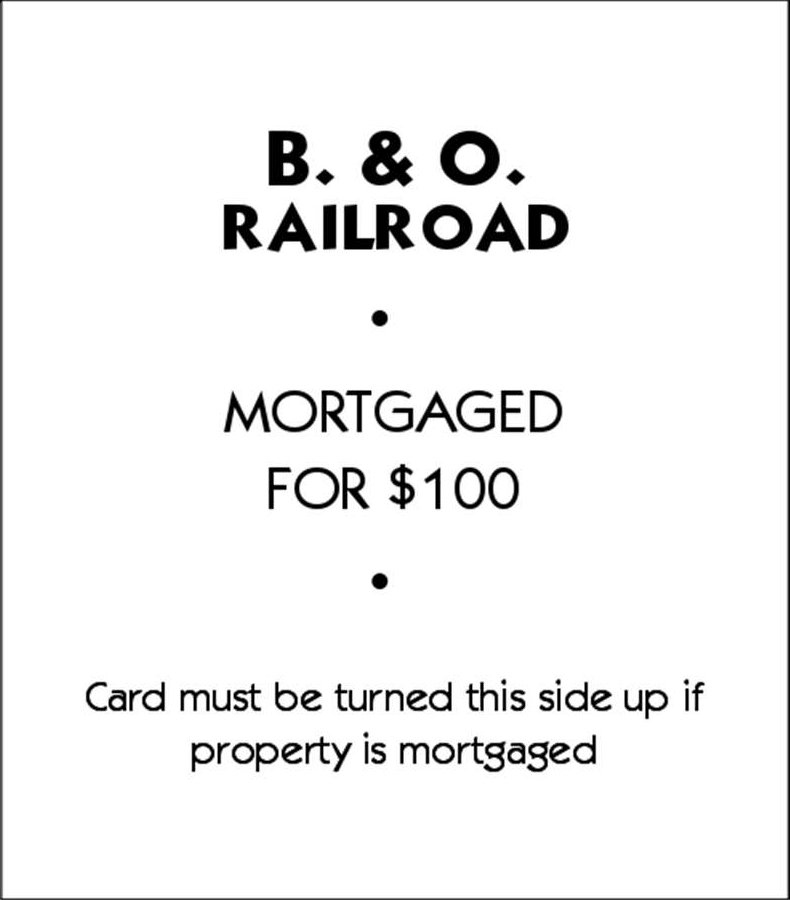 B. & O.
RAILROAD
•
MORTGAGED
FOR $100
•
Card must be turned this side up if
property is mortgaged